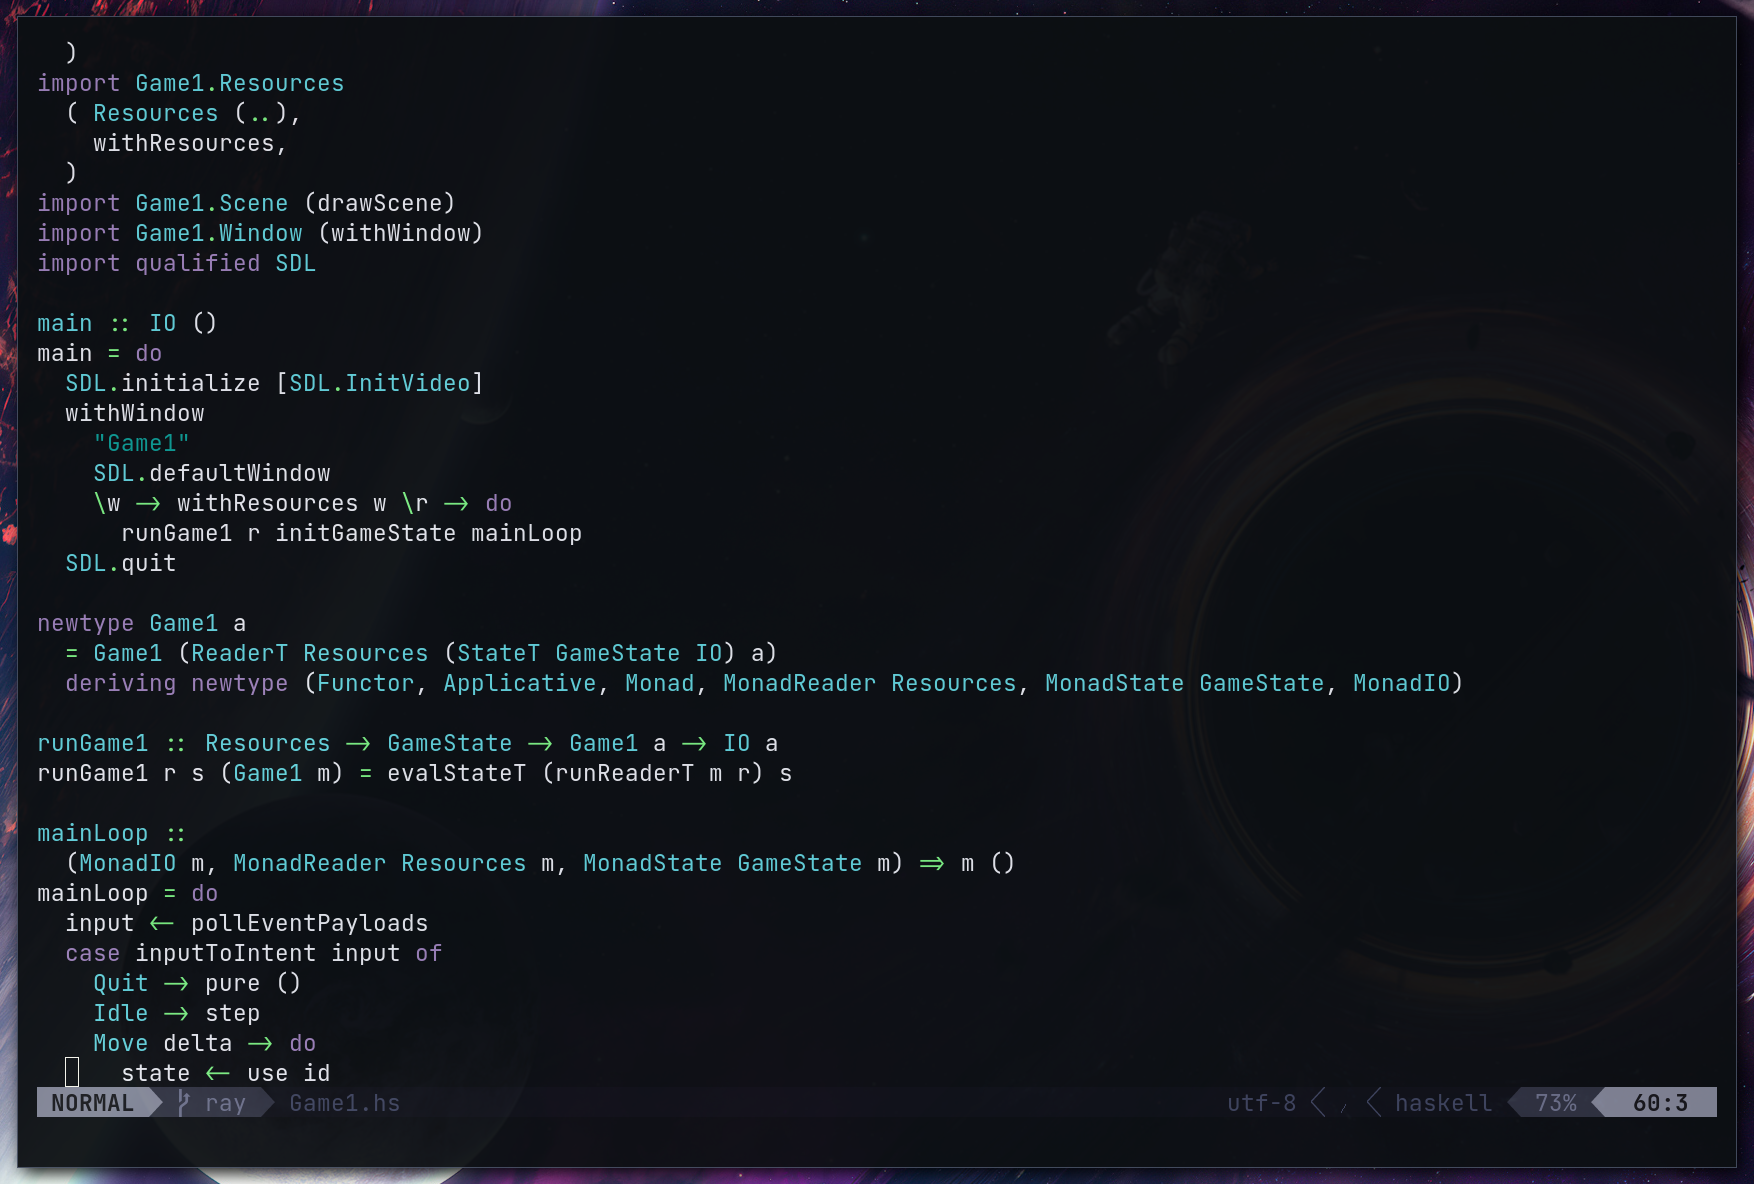 )
import Game1.Resources
  ( Resources (..),
    withResources,
  )
import Game1.Scene (drawScene)
import Game1.Window (withWindow)
import qualified SDL

main :: IO ()
main = do
  SDL.initialize [SDL.InitVideo]
  withWindow
    "Game1"
    SDL.defaultWindow
    \w -> withResources w \r -> do
      runGame1 r initGameState mainLoop
  SDL.quit

newtype Game1 a
  = Game1 (ReaderT Resources (StateT GameState IO) a)
  deriving newtype (Functor, Applicative, Monad, MonadReader Resources, MonadState GameState, MonadIO)

runGame1 :: Resources -> GameState -> Game1 a -> IO a
runGame1 r s (Game1 m) = evalStateT (runReaderT m r) s

mainLoop ::
  (MonadIO m, MonadReader Resources m, MonadState GameState m) => m ()
mainLoop = do
  input <- pollEventPayloads
  case inputToIntent input of
    Quit -> pure ()
    Idle -> step
    Move delta -> do
      state <- use id
NORMAL ray Game1.hs utf-8 haskell 73% 60:3